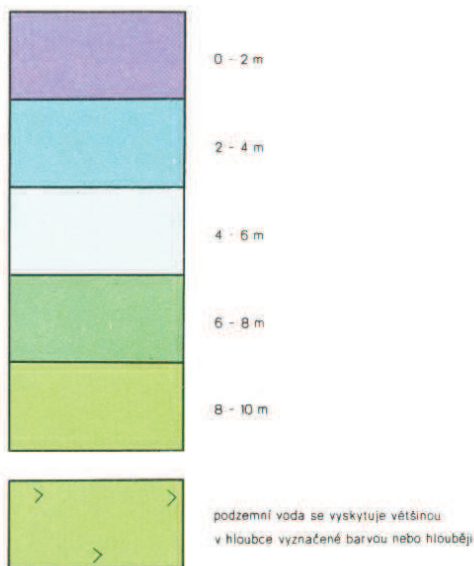 0 - 2 m
2 - 4 m
4 - 6 m
6 - 8 m
8 - 10 m
podzemní voda se vyskytuje většinou
v hloubce vyznačené barvou nebo hlouběji